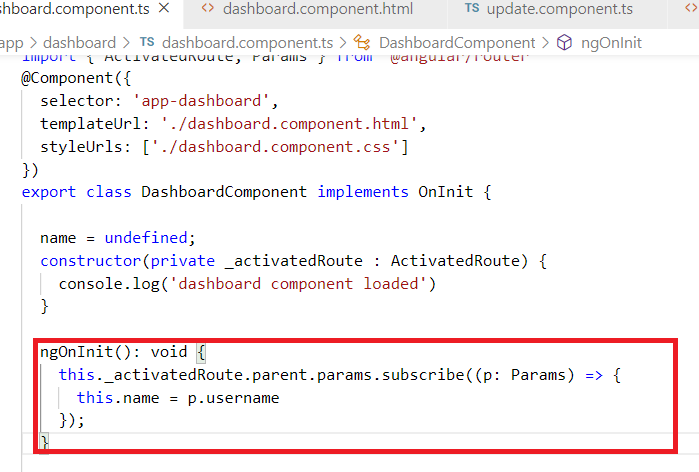 shboard.component.ts × <> dashboard.component.html TS update.component.ts
app > dashboard > TS dashboard.component.ts > DashboardComponent > ngOnInit
import { ActivatedRoute, Params } from '@angular/router'
@Component({
selector: 'app-dashboard',
templateUrl: './dashboard.component.html',
styleUrls: ['./dashboard.component.css']
})
export class DashboardComponent implements OnInit {
name = undefined;
constructor(private _activatedRoute : ActivatedRoute) {
console.log('dashboard component loaded')
}
ngOnInit(): void {
this._activatedRoute.parent.params.subscribe((p: Params) => {
this.name = p.username
});
}